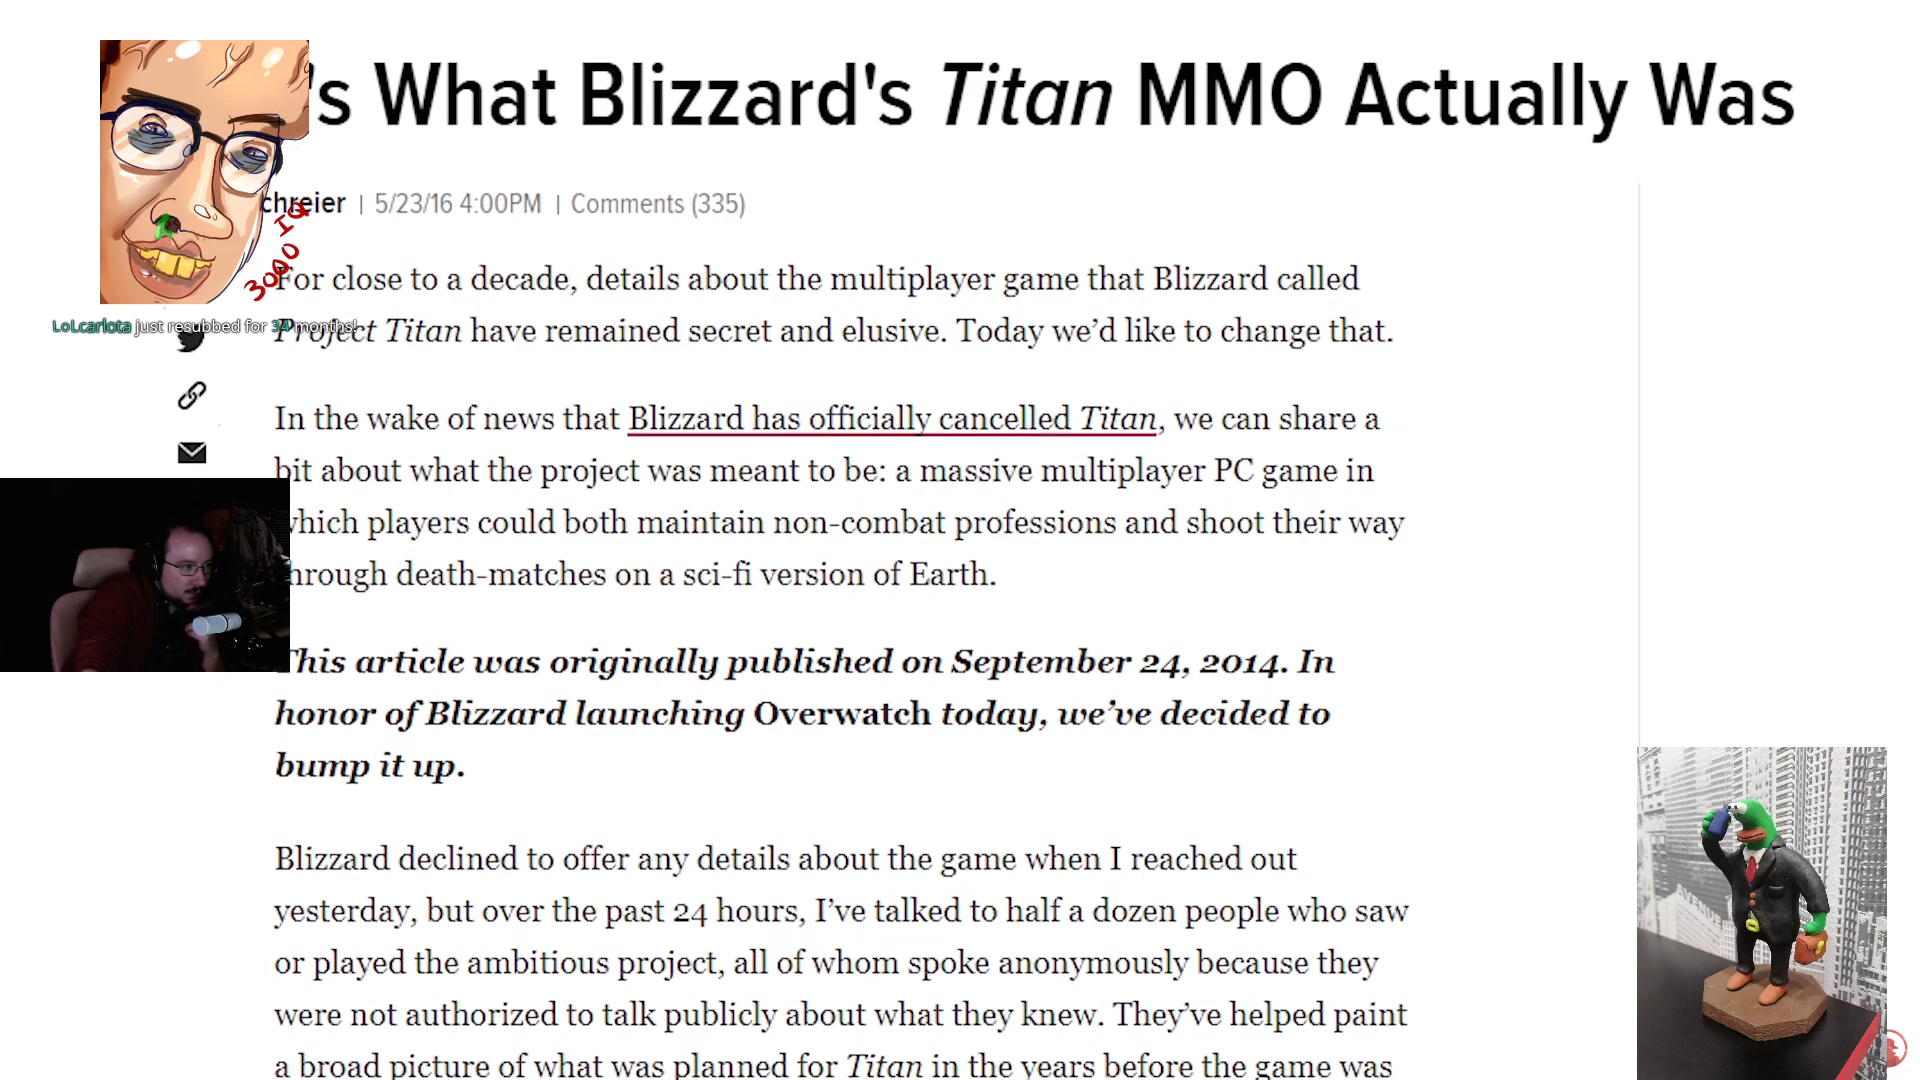 's What Blizzard's Titan MMO Actually Was
chreier | 5/23/16 4:00PM | Comments (335)
3000 IQ
For close to a decade, details about the multiplayer game that Blizzard called
LoLcarlota just resubbed for 34 months!
Project Titan have remained secret and elusive. Today we’d like to change that.
In the wake of news that Blizzard has officially cancelled Titan, we can share a
bit about what the project was meant to be: a massive multiplayer PC game in
which players could both maintain non-combat professions and shoot their way
through death-matches on a sci-fi version of Earth.
This article was originally published on September 24, 2014. In
honor of Blizzard launching Overwatch today, we’ve decided to
bump it up.
Blizzard declined to offer any details about the game when I reached out
yesterday, but over the past 24 hours, I’ve talked to half a dozen people who saw
or played the ambitious project, all of whom spoke anonymously because they
were not authorized to talk publicly about what they knew. They’ve helped paint
a broad picture of what was planned for Titan in the years before the game was